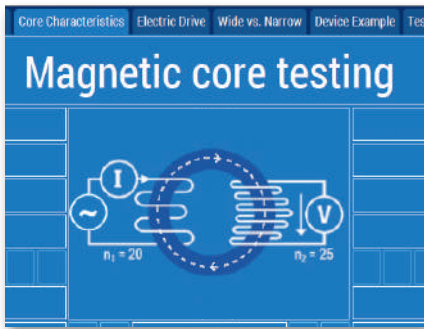 Core Characteristics Electric Drive Wide vs. Narrow Device Example Tes
Magnetic core testing
I
~ V
n₁ = 20 n₂ = 25